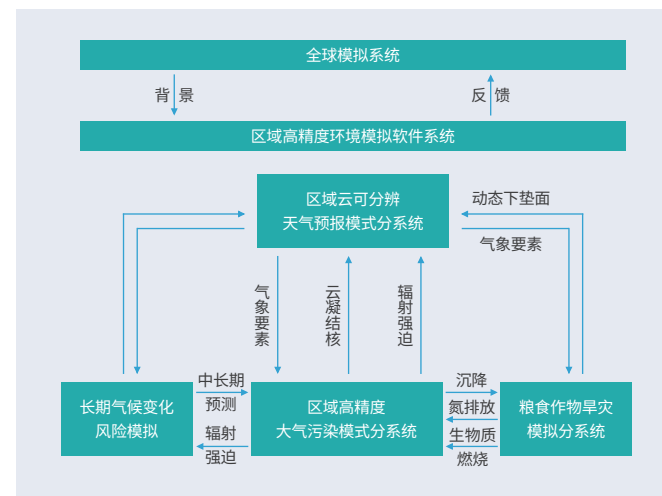 全球模拟系统
背景
反馈
区域高精度环境模拟软件系统
区域云可分辨
天气预报模式分系统
动态下垫面
气象要素
气象要素
云凝结核
辐射强迫
长期气候变化
风险模拟
中长期
预测
辐射
强迫
区域高精度
大气污染模式分系统
沉降
氮排放
生物质
燃烧
粮食作物旱灾
模拟分系统